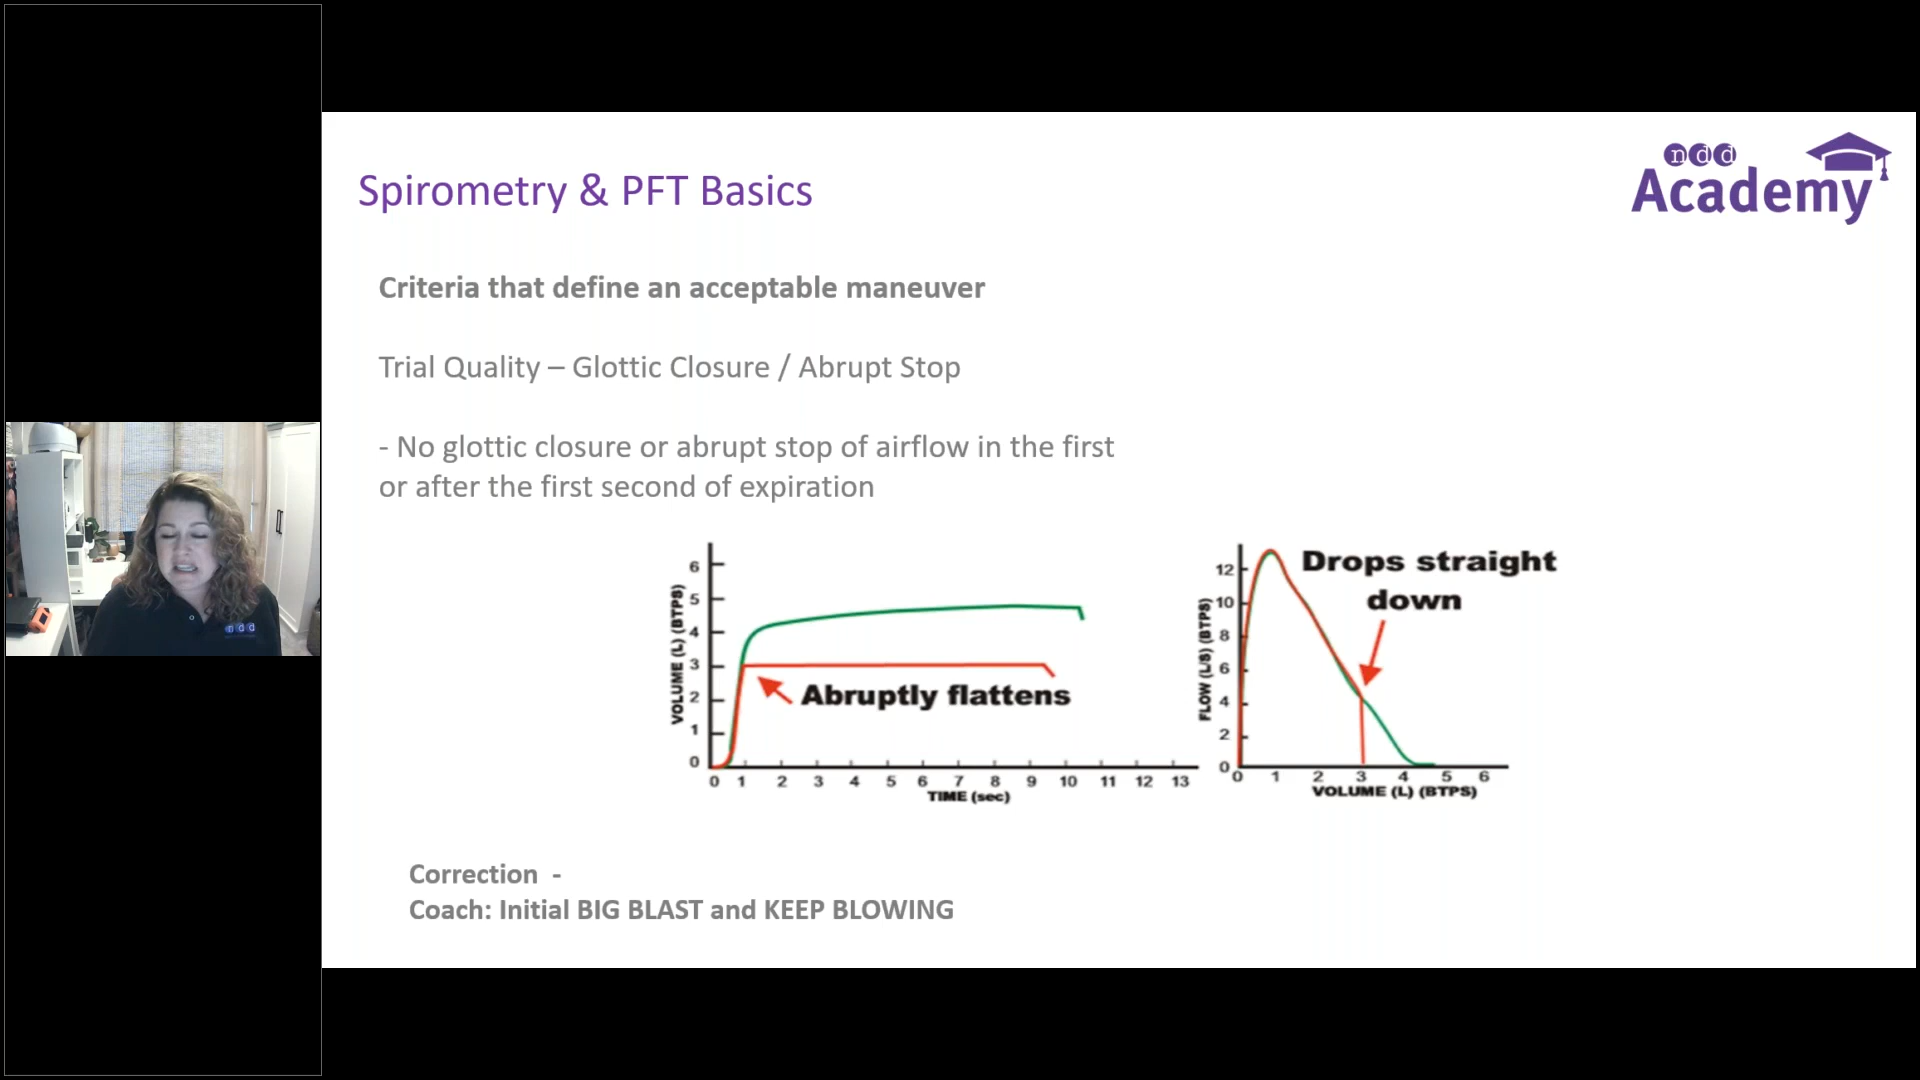 ndd
Academy
Spirometry & PFT Basics
Criteria that define an acceptable maneuver
Trial Quality – Glottic Closure / Abrupt Stop
- No glottic closure or abrupt stop of airflow in the first
or after the first second of expiration
VOLUME (L) (BTPS)
6
5
4
3
2
1
0
Abruptly flattens
0 1 2 3 4 5 6 7 8 9 10 11 12 13
TIME (sec)
FLOW (L/S) (BTPS)
12
10
8
6
4
2
0
Drops straight
down
0 1 2 3 4 5 6
VOLUME (L) (BTPS)
Correction -
Coach: Initial BIG BLAST and KEEP BLOWING
ndd